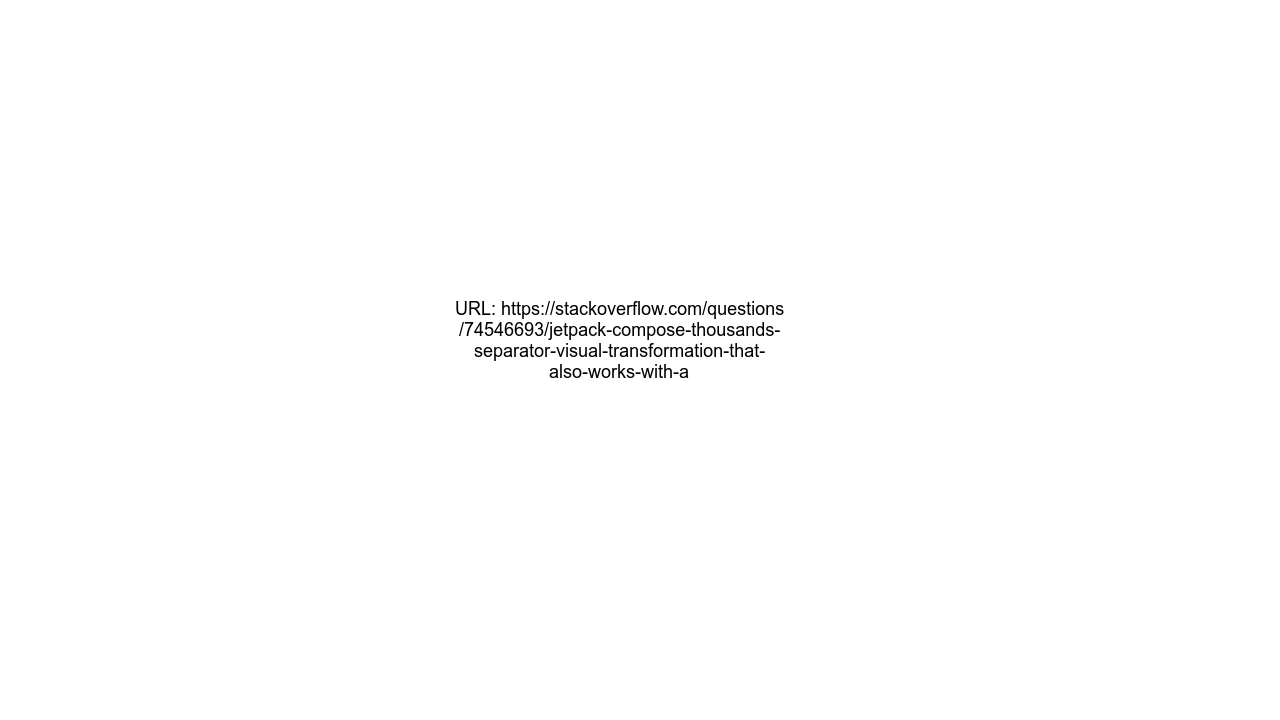 URL: https://stackoverflow.com/questions
/74546693/jetpack-compose-thousands-
separator-visual-transformation-that-
also-works-with-a